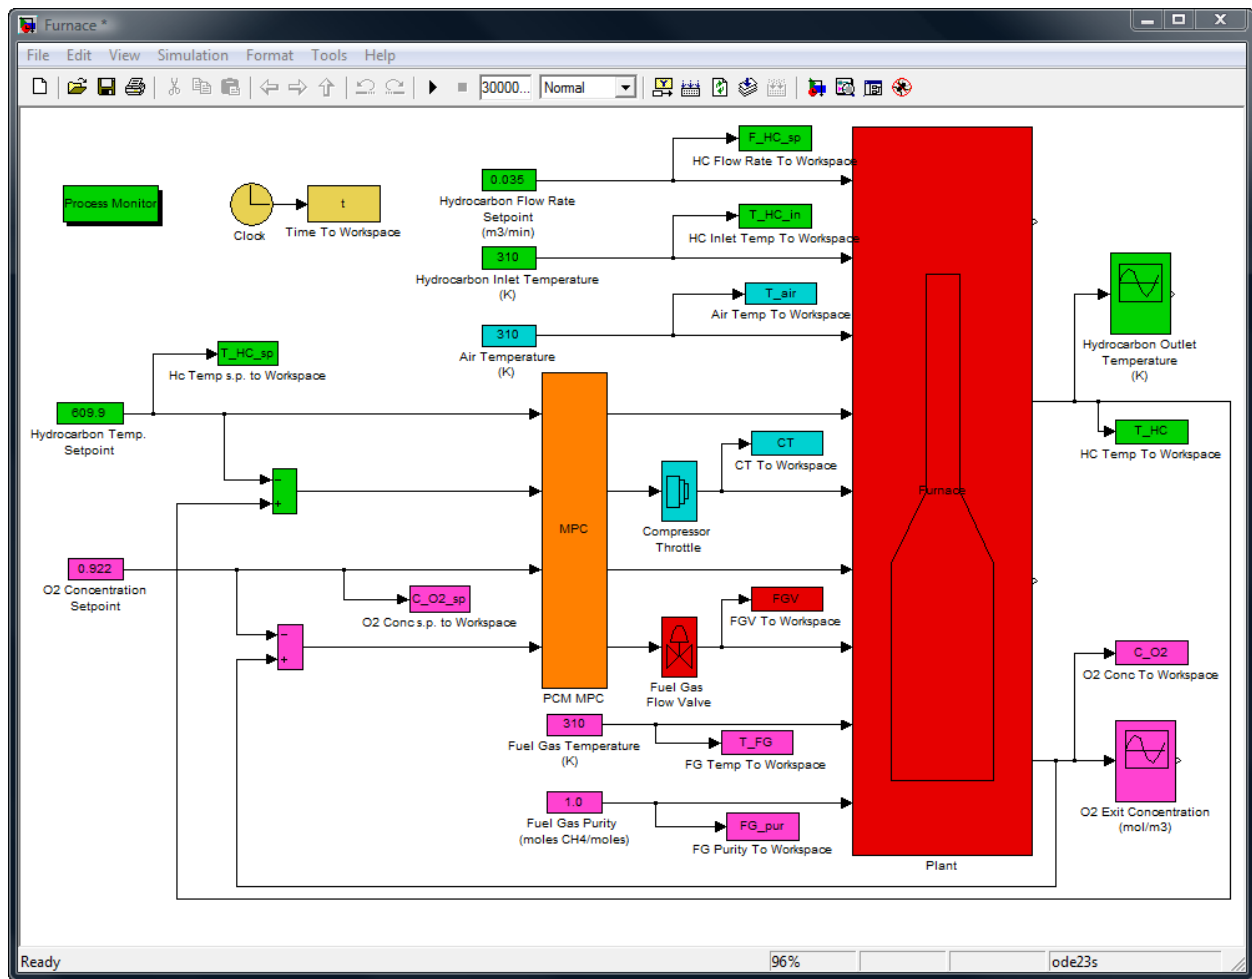 Furnace *
File Edit View Simulation Format Tools Help
30000... Normal
F_HC_sp
HC Flow Rate To Workspace
0.035
Hydrocarbon Flow Rate
Setpoint
(m3/min)
Process Monitor
Clock
t
Time To Workspace
T_HC_in
HC Inlet Temp To Workspace
310
Hydrocarbon Inlet Temperature
(K)
T_air
Air Temp To Workspace
310
Air Temperature
(K)
Hydrocarbon Outlet
Temperature
(K)
T_HC_sp
Hc Temp s.p. to Workspace
609.9
Hydrocarbon Temp.
Setpoint
T_HC
HC Temp To Workspace
CT
CT To Workspace
−
+
Compressor
Throttle
MPC
PCM MPC
Furnace
0.922
O2 Concentration
Setpoint
C_O2_sp
O2 Conc s.p. to Workspace
−
+
FGV
FGV To Workspace
Fuel Gas
Flow Valve
C_O2
O2 Conc To Workspace
310
Fuel Gas Temperature
(K)
T_FG
FG Temp To Workspace
1.0
Fuel Gas Purity
(moles CH4/moles)
FG_pur
FG Purity To Workspace
O2 Exit Concentration
(mol/m3)
Plant
Ready 96% ode23s